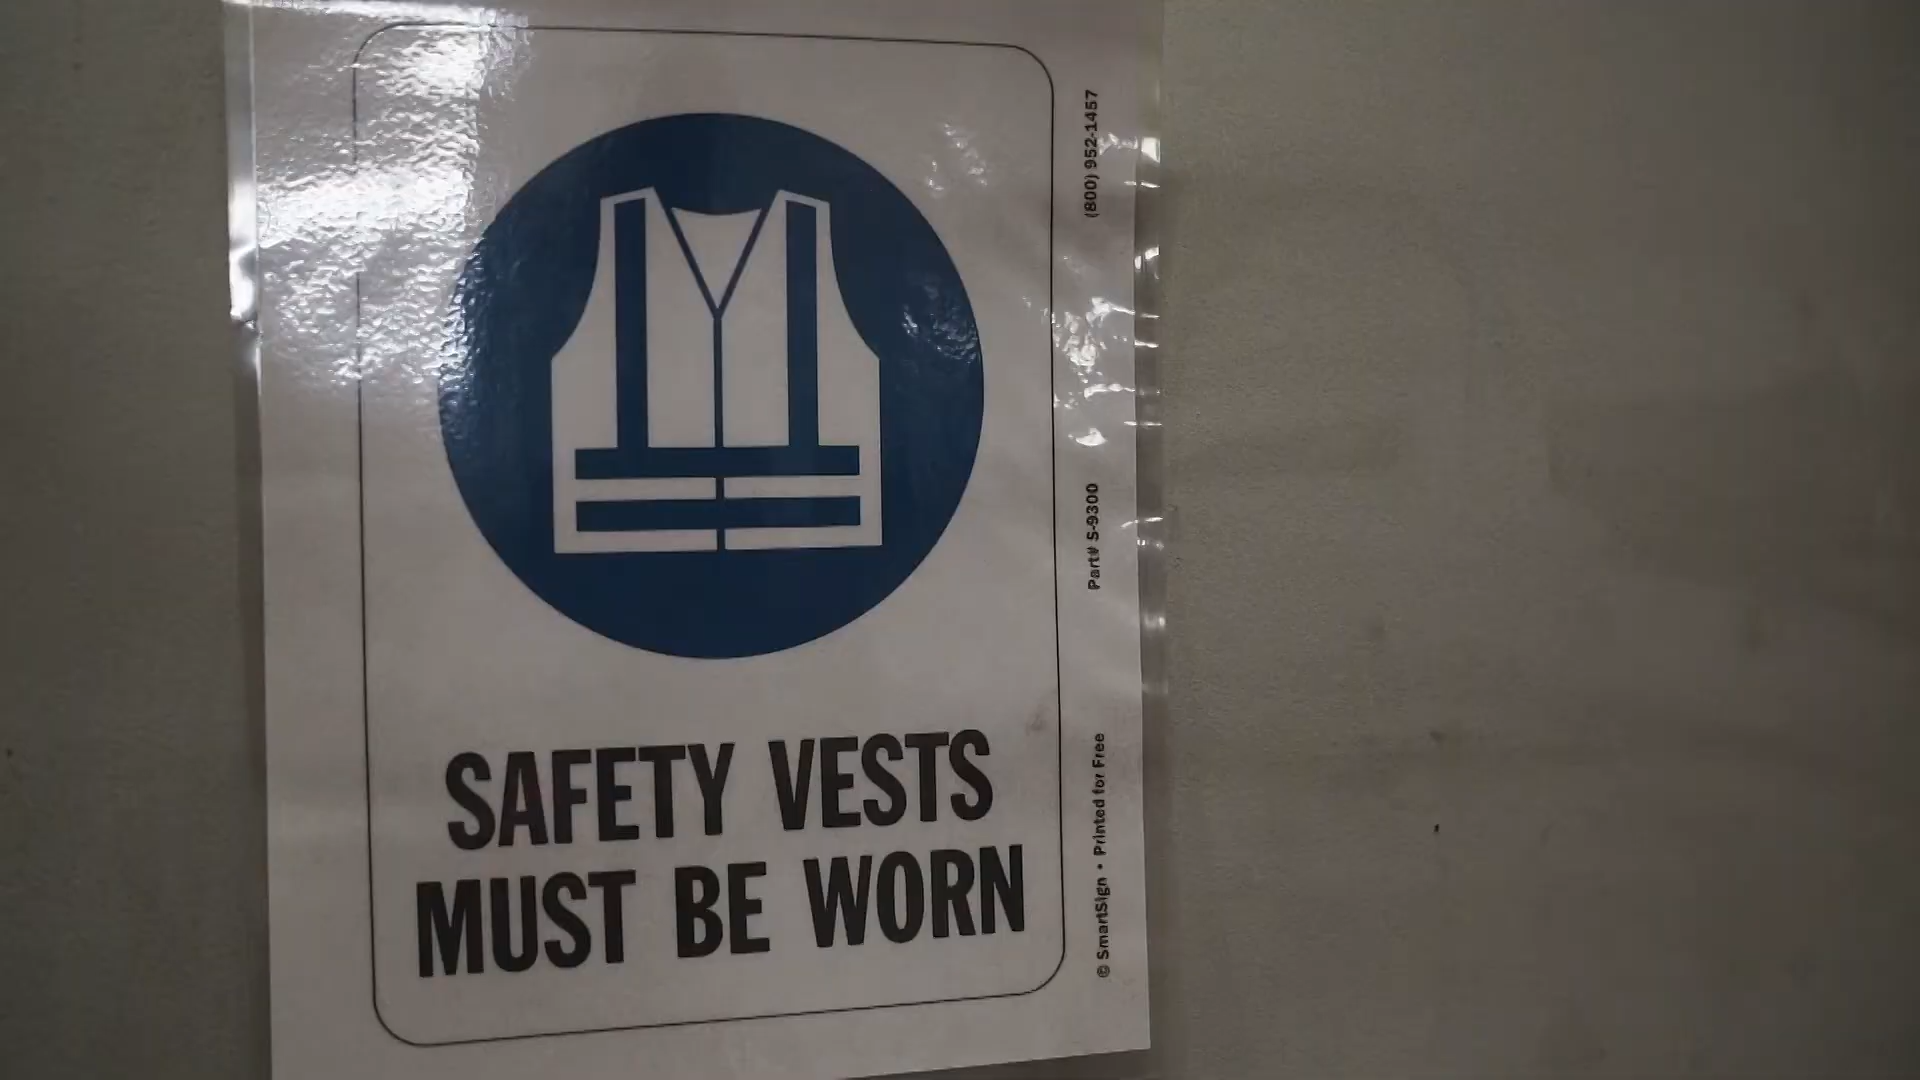 SAFETY VESTS
MUST BE WORN
© SmartSign • Printed for Free
Part# S-9300
(800) 952-1457